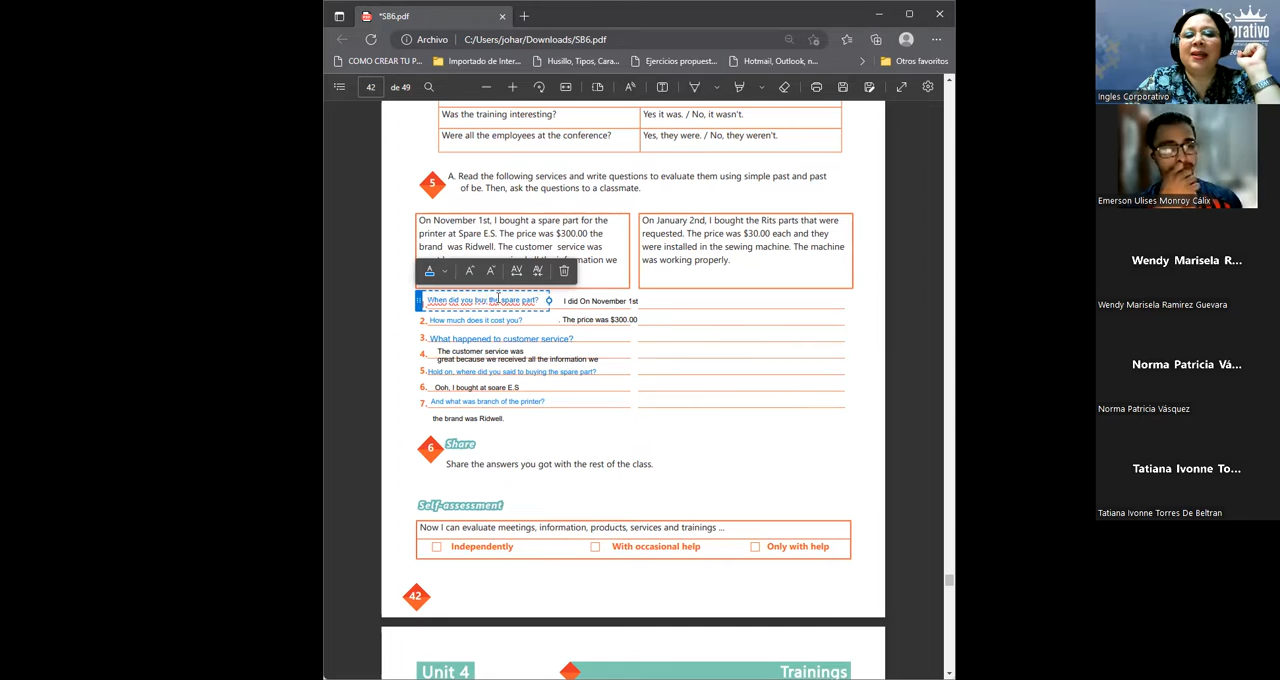 *SB6.pdf
Archivo C:/Users/johar/Downloads/SB6.pdf
COMO CREAR TU P...
Importado de Inter...
Husillo, Tipos, Cara...
Ejercicios propuest...
Hotmail, Outlook, n...
Otros favoritos
42 de 49
Was the training interesting? Yes it was. / No, it wasn't.
Were all the employees at the conference? Yes, they were. / No, they weren't.
5 A. Read the following services and write questions to evaluate them using simple past and past
of be. Then, ask the questions to a classmate.
On November 1st, I bought a spare part for the
printer at Spare E.S. The price was $300.00 the
brand was Ridwell. The customer service was
information we
On January 2nd, I bought the Rits parts that were
requested. The price was $30.00 each and they
were installed in the sewing machine. The machine
was working properly.
When did you buy the spare part? I did On November 1st
2. How much does it cost you? . The price was $300.00
3. What happened to customer service?
4. The customer service was
great because we received all the information we
5. Hold on, where did you said to buying the spare part?
6. Ooh, I bought at soare E.S
7. And what was branch of the printer?
the brand was Ridwell.
6 Share
Share the answers you got with the rest of the class.
Self-assessment
Now I can evaluate meetings, information, products, services and trainings ...
Independently With occasional help Only with help
42
Unit 4 Trainings
Ingles Corporativo
Emerson Ulises Monroy Cálix
Wendy Marisela R...
Wendy Marisela Ramirez Guevara
Norma Patricia Vá...
Norma Patricia Vásquez
Tatiana Ivonne To...
Tatiana Ivonne Torres De Beltran